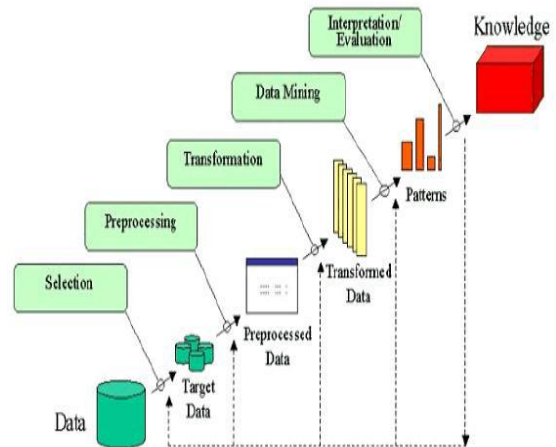 Interpretation/
Evaluation
Knowledge
Data Mining
Transformation
Patterns
Preprocessing
Transformed
Data
Selection
Preprocessed
Data
Target
Data
Data